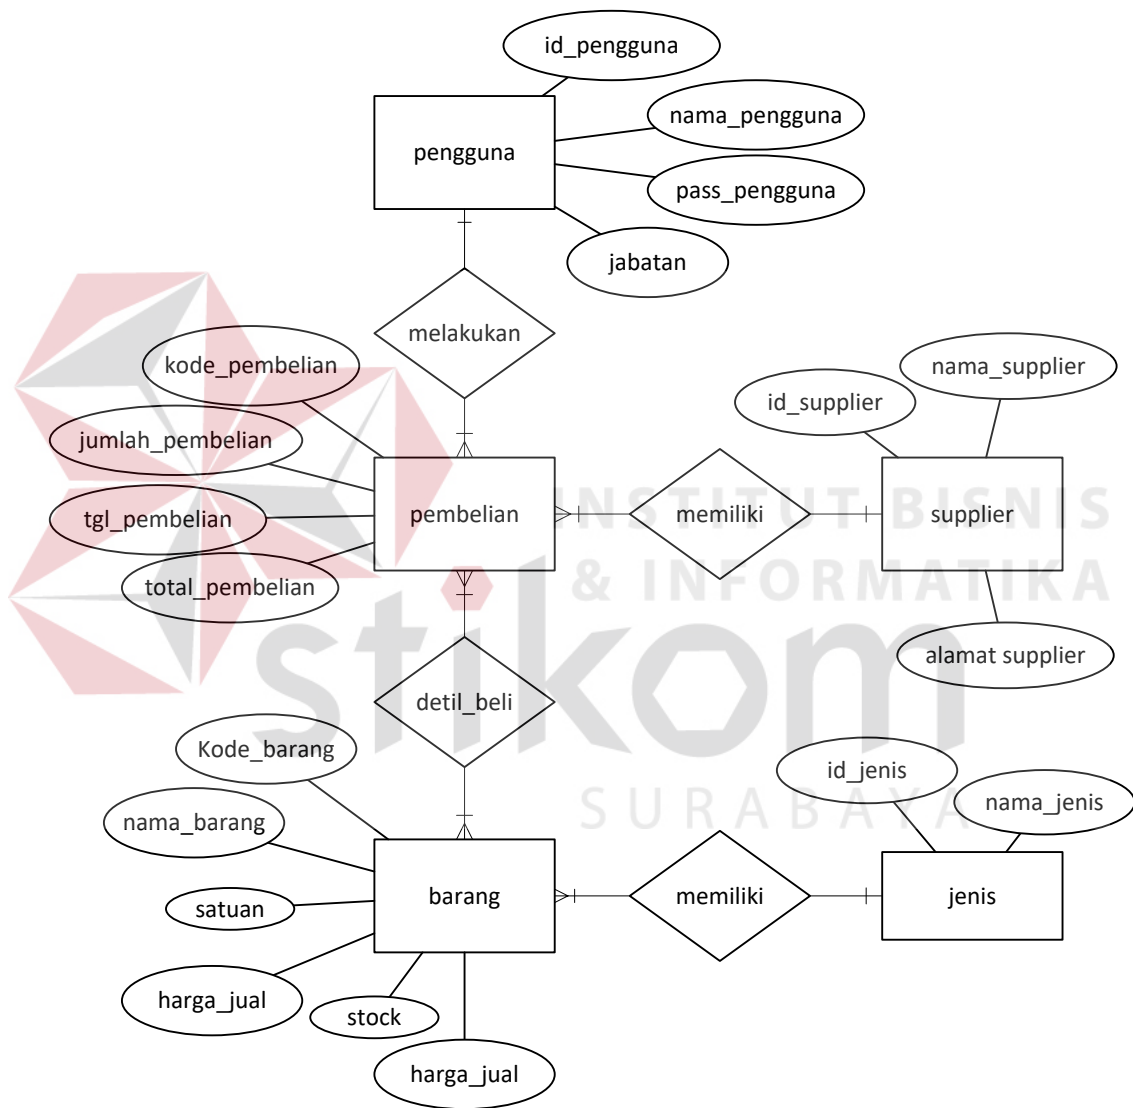 id_pengguna
nama_pengguna
pengguna
pass_pengguna
jabatan
melakukan
kode_pembelian
nama_supplier
id_supplier
jumlah_pembelian
tgl_pembelian
pembelian
memiliki
supplier
INSTITUT BISNIS
& INFORMATIKA
total_pembelian
stikom
alamat supplier
detil_beli
Kode_barang
id_jenis
nama_jenis
SURABAYA
nama_barang
barang
memiliki
jenis
satuan
harga_jual
stock
harga_jual